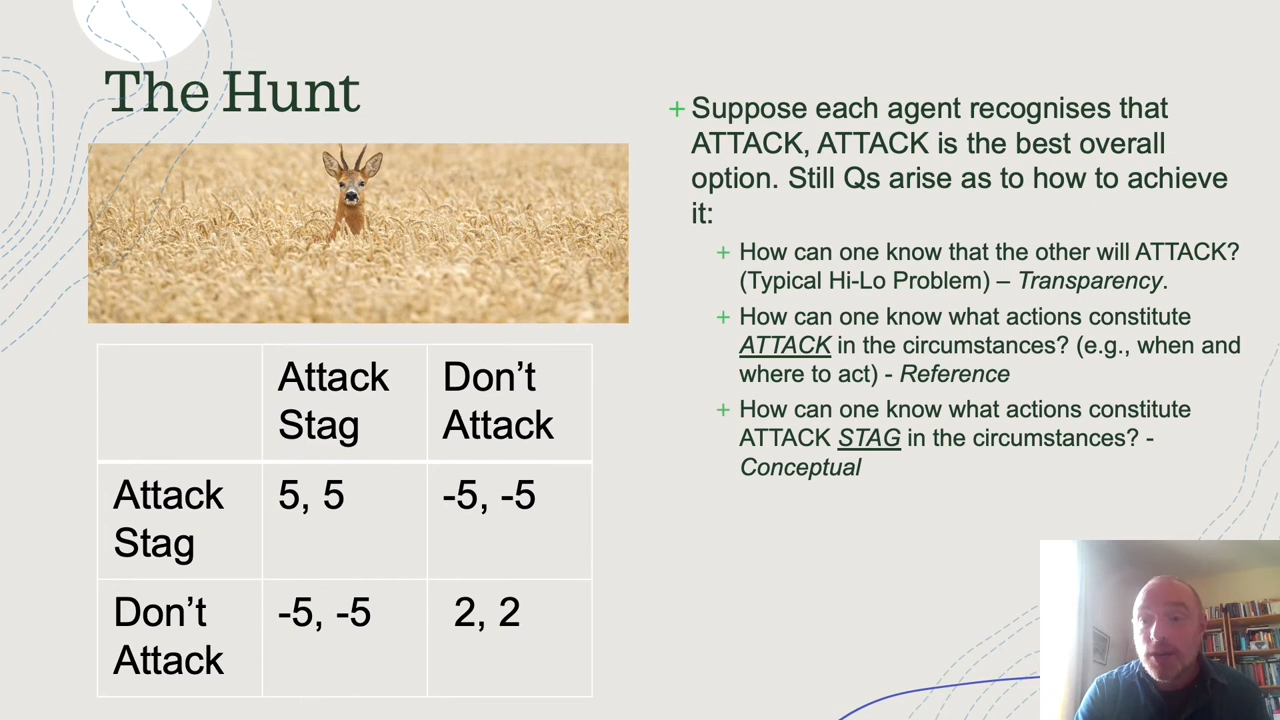 The Hunt
+ Suppose each agent recognises that
ATTACK, ATTACK is the best overall
option. Still Qs arise as to how to achieve
it:
+ How can one know that the other will ATTACK?
(Typical Hi-Lo Problem) – Transparency.
+ How can one know what actions constitute
ATTACK in the circumstances? (e.g., when and
where to act) - Reference
+ How can one know what actions constitute
ATTACK STAG in the circumstances? -
Conceptual
Attack Don’t
Stag Attack
Attack 5, 5 -5, -5
Stag
Don’t -5, -5 2, 2
Attack